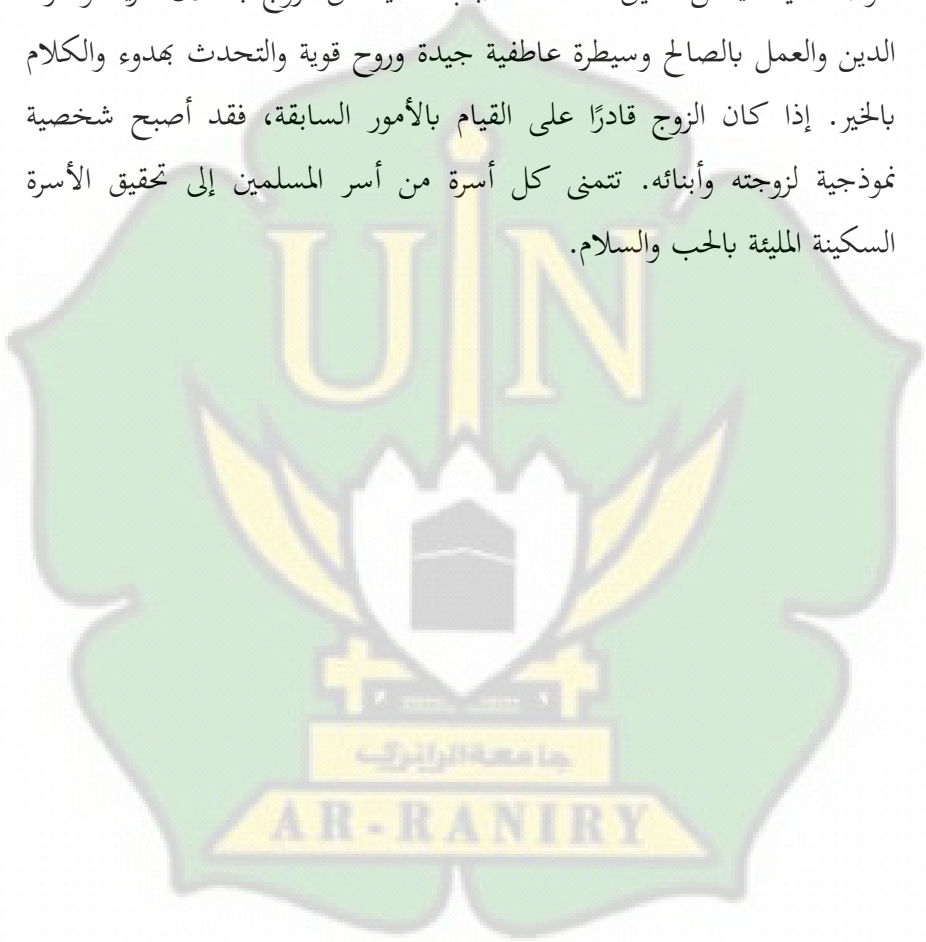 الدين والعمل بالصالح وسيطرة عاطفية جيدة وروح قوية والتحدث بهدوء والكلام
بالخير. إذا كان الزوج قادرًا على القيام بالأمور السابقة، فقد أصبح شخصية
نموذجية لزوجته وأبنائه. تتمنى كل أسرة من أسر المسلمين إلى تحقيق الأسرة
السكينة المليئة بالحب والسلام.
UIN
جامعة الرانري
AR-RANIRY